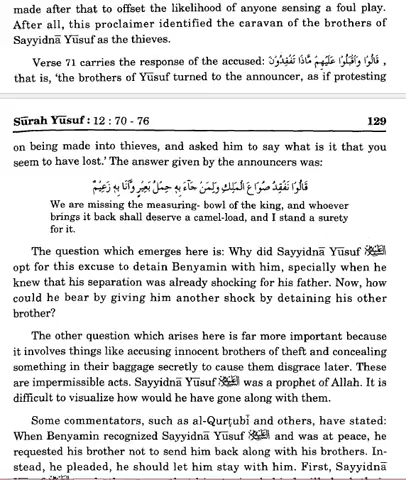 made after that to offset the likelihood of anyone sensing a foul play.
After all, this proclaimer identified the caravan of the brothers of
Sayyidnā Yūsuf as the thieves.
Verse 71 carries the response of the accused: قَالُوا وَأَقْبَلُوا عَلَيْهِمْ مَّاذَا تَفْقِدُونَ ,
that is, 'the brothers of Yūsuf turned to the announcer, as if protesting
Sūrah Yūsuf : 12 : 70 - 76 129
on being made into thieves, and asked him to say what is it that you
seem to have lost.' The answer given by the announcers was:
قَالُوا نَفْقِدُ صُوَاعَ الْمَلِكِ وَلِمَنْ جَآءَ بِهٖ حِمْلُ بَعِيْرٍ وَّاَنَا بِهٖ زَعِيْمٌ
We are missing the measuring- bowl of the king, and whoever
brings it back shall deserve a camel-load, and I stand a surety
for it.
The question which emerges here is: Why did Sayyidnā Yūsuf
opt for this excuse to detain Benyamin with him, specially when he
knew that his separation was already shocking for his father. Now, how
could he bear by giving him another shock by detaining his other
brother?
The other question which arises here is far more important because
it involves things like accusing innocent brothers of theft and concealing
something in their baggage secretly to cause them disgrace later. These
are impermissible acts. Sayyidnā Yūsuf was a prophet of Allah. It is
difficult to visualize how he would have gone along with them.
Some commentators, such as al-Qurṭubī and others, have stated:
When Benyamin recognized Sayyidnā Yūsuf and was at peace, he
requested his brother not to send him back along with his brothers. In-
stead, he pleaded, he should let him stay with him. First, Sayyidnā